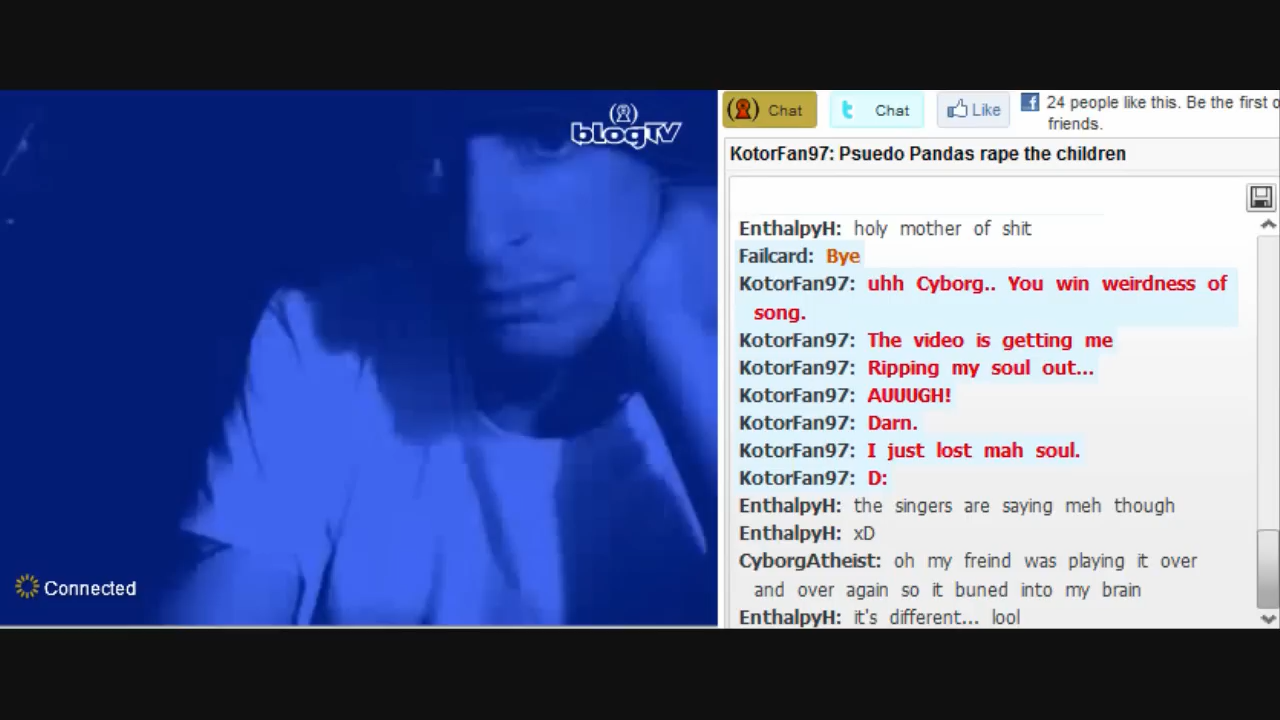 blogTV
Chat
Chat
Like
24 people like this. Be the first o
friends.
KotorFan97: Psuedo Pandas rape the children
EnthalpyH: holy mother of shit
Failcard: Bye
KotorFan97: uhh Cyborg.. You win weirdness of
song.
KotorFan97: The video is getting me
KotorFan97: Ripping my soul out...
KotorFan97: AUUUGH!
KotorFan97: Darn.
KotorFan97: I just lost mah soul.
KotorFan97: D:
EnthalpyH: the singers are saying meh though
EnthalpyH: xD
CyborgAtheist: oh my freind was playing it over
and over again so it buned into my brain
EnthalpyH: it's different... lool
Connected